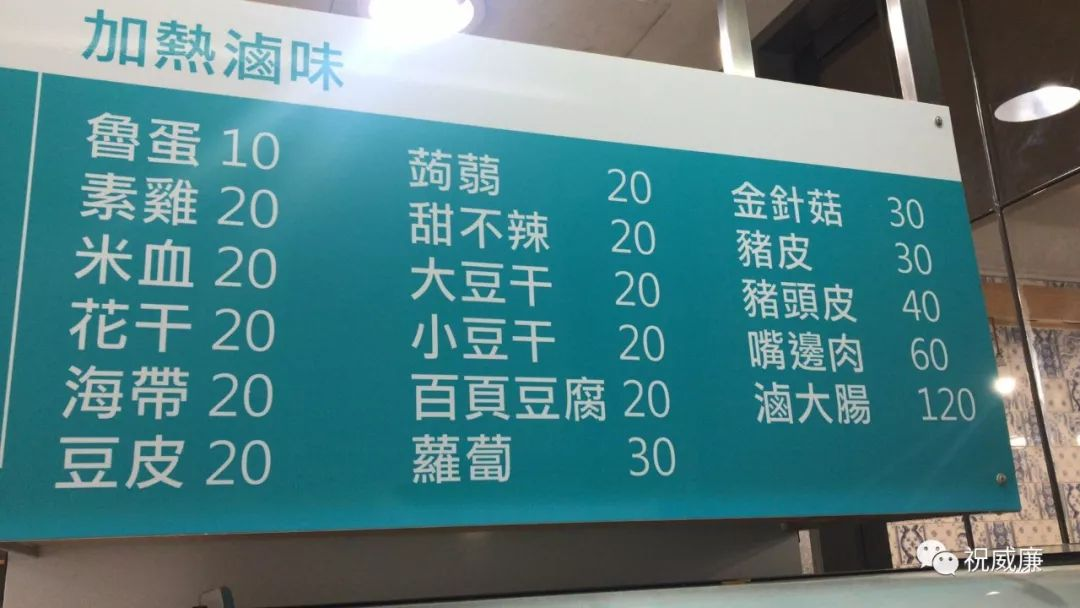 加熱滷味
魯蛋 10
素雞 20
米血 20
花干 20
海帶 20
豆皮 20
蒟蒻 20
甜不辣 20
大豆干 20
小豆干 20
百頁豆腐 20
蘿蔔 30
金針菇 30
豬皮 30
豬頭皮 40
嘴邊肉 60
滷大腸 120
祝威廉